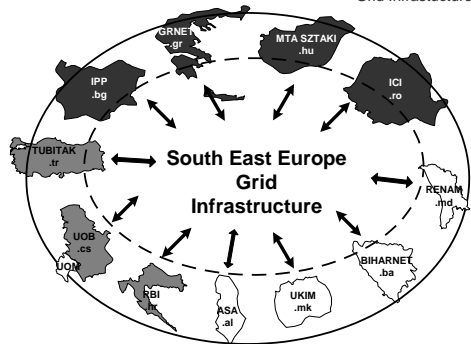 Grid Infrastructure
GRNET
.gr
MTA SZTAKI
.hu
IPP
.bg
ICI
.ro
TUBITAK
.tr
South East Europe
Grid
Infrastructure
RENAM
.md
UOB
.cs
UOM
RBI
.hr
ASA
.al
UKIM
.mk
BIHARNET
.ba